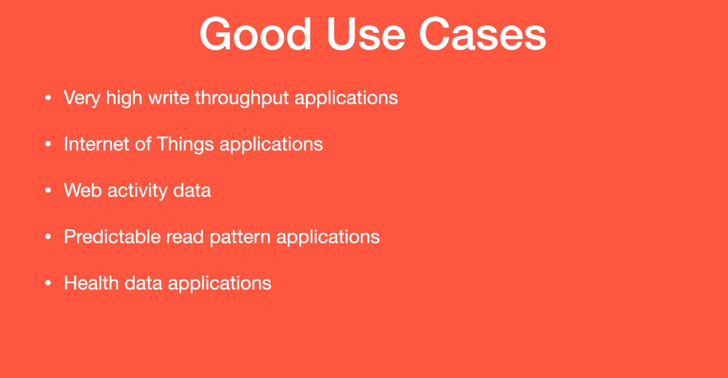 Good Use Cases
• Very high write throughput applications
• Internet of Things applications
• Web activity data
• Predictable read pattern applications
• Health data applications